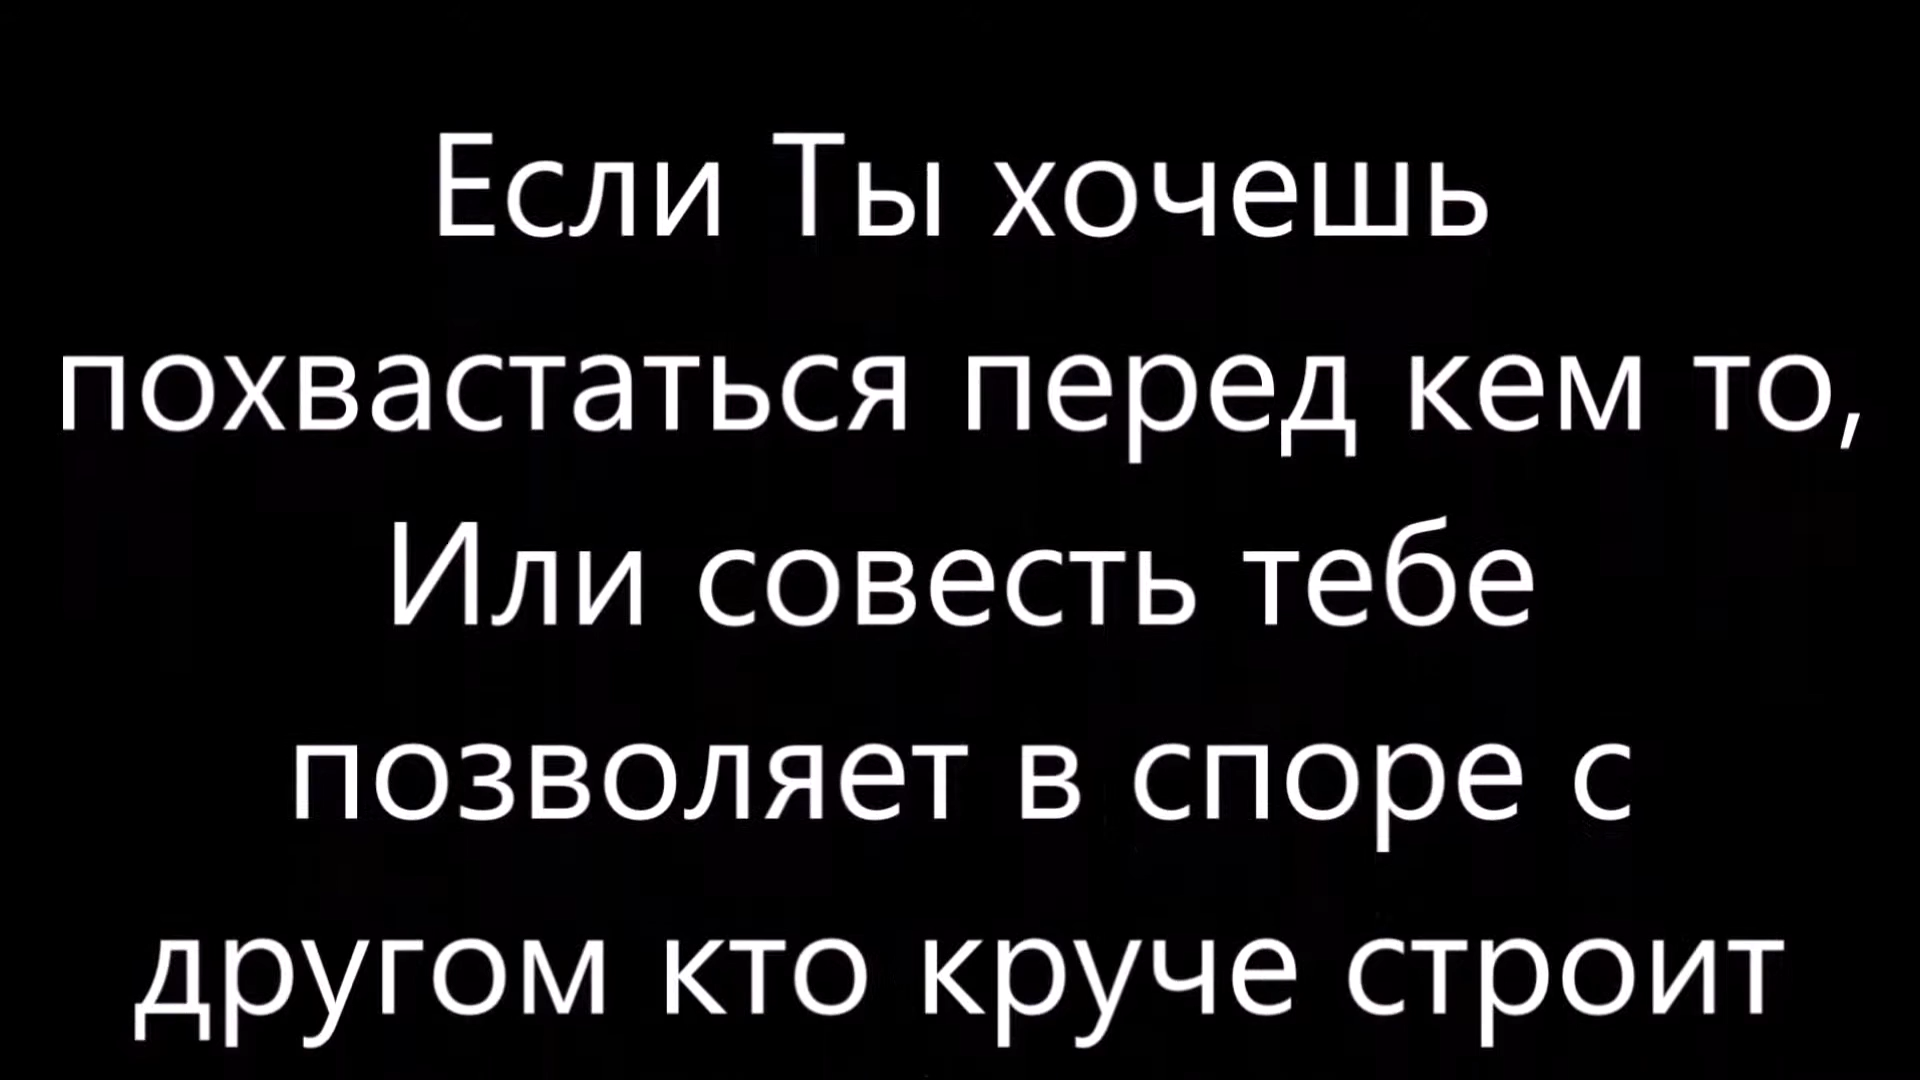 Если Ты хочешь
похвастаться перед кем то,
Или совесть тебе
позволяет в споре с
другом кто круче строит